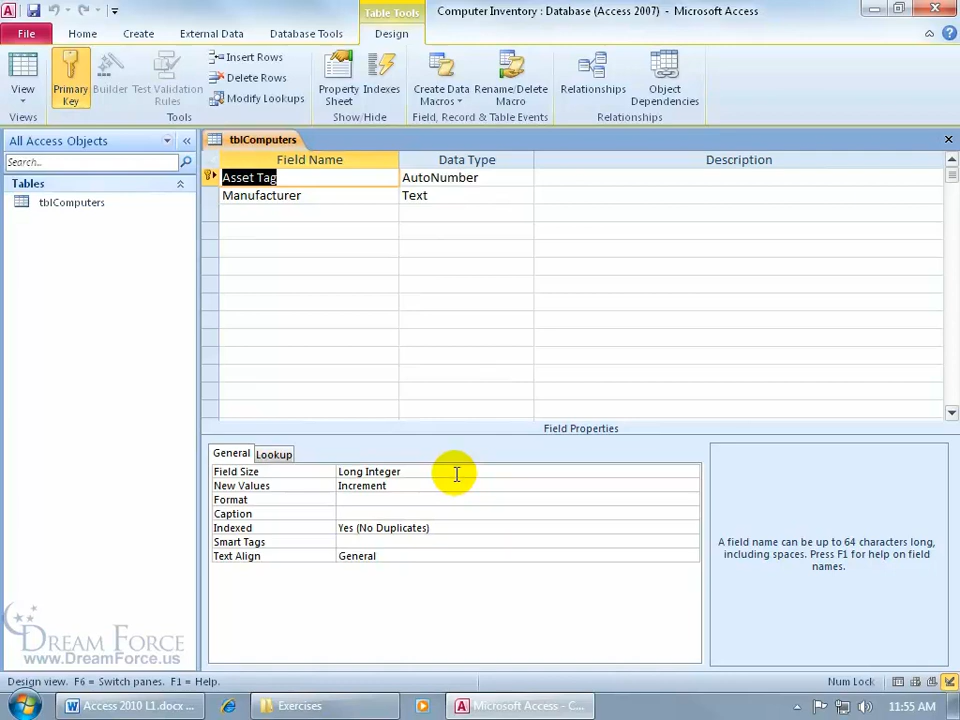 Table Tools
Computer Inventory : Database (Access 2007) - Microsoft Access
File Home Create External Data Database Tools Design
View
Primary Key
Builder
Test Validation Rules
Insert Rows
Delete Rows
Modify Lookups
Property Sheet
Indexes
Create Data Macros
Rename/Delete Macro
Relationships
Object Dependencies
Views Tools Show/Hide Field, Record & Table Events Relationships
All Access Objects
tblComputers
Search...
Tables
tblComputers
Field Name Data Type Description
Asset Tag AutoNumber
Manufacturer Text
Field Properties
General Lookup
Field Size Long Integer
New Values Increment
Format
Caption
Indexed Yes (No Duplicates)
Smart Tags
Text Align General
A field name can be up to 64 characters long,
including spaces. Press F1 for help on field
names.
DREAM FORCE
www.DreamForce.us
Design view. F6 = Switch panes. F1 = Help. Num Lock
Access 2010 L1.docx ... Exercises Microsoft Access - C... 11:55 AM